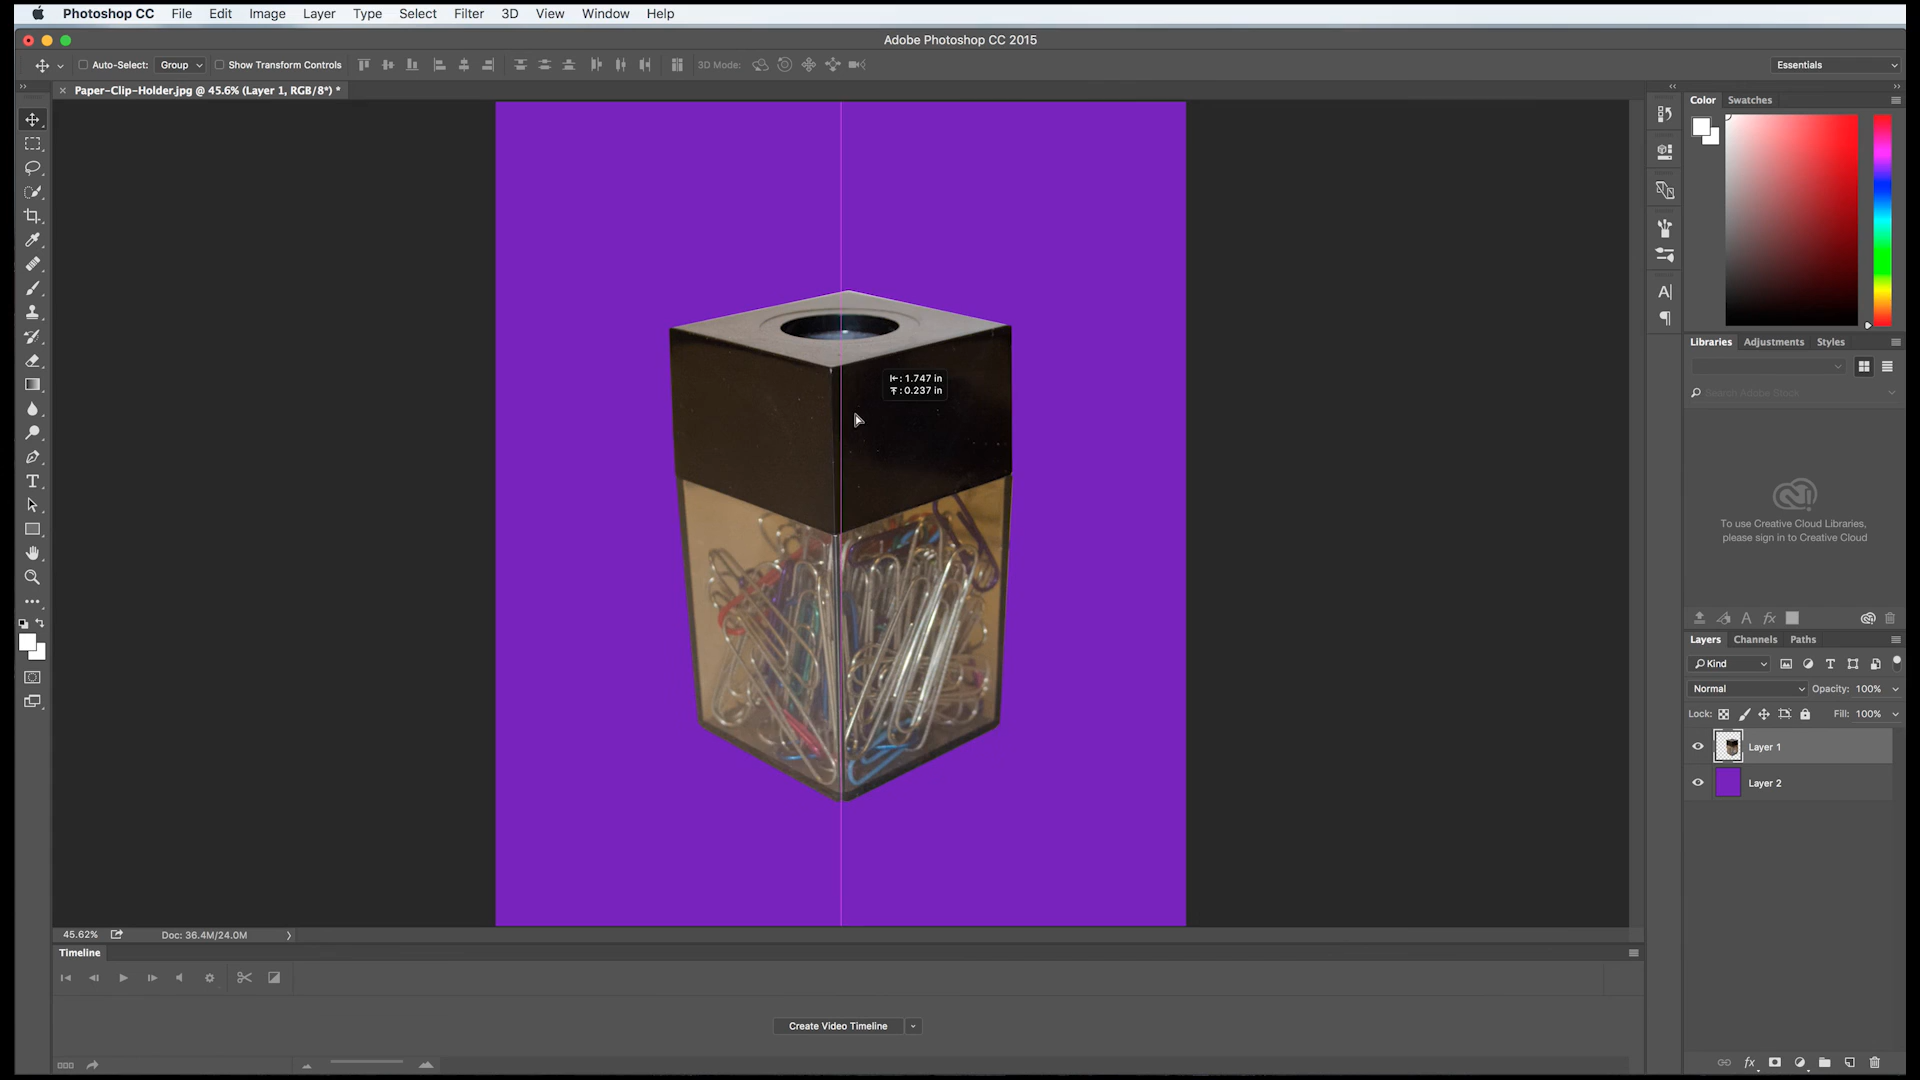 Photoshop CC File Edit Image Layer Type Select Filter 3D View Window Help
Adobe Photoshop CC 2015
Auto-Select: Group Show Transform Controls 3D Mode: Essentials
Paper-Clip-Holder.jpg @ 45.6% (Layer 1, RGB/8*) *
Color Swatches
Libraries Adjustments Styles
Search Adobe Stock
: 1.747 in
: 0.237 in
To use Creative Cloud Libraries,
please sign in to Creative Cloud
Layers Channels Paths
Kind
Normal Opacity: 100%
Lock: Fill: 100%
Layer 1
Layer 2
45.62% Doc: 36.4M/24.0M
Timeline
Create Video Timeline